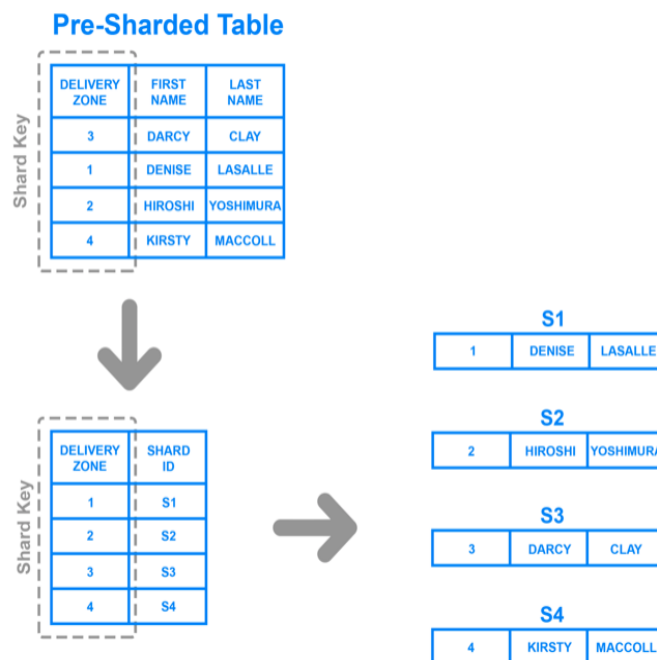 Pre-Sharded Table
Shard Key
DELIVERY ZONE FIRST NAME LAST NAME
3 DARCY CLAY
1 DENISE LASALLE
2 HIROSHI YOSHIMURA
4 KIRSTY MACCOLL
Shard Key
DELIVERY ZONE SHARD ID
1 S1
2 S2
3 S3
4 S4
S1
1 DENISE LASALLE
S2
2 HIROSHI YOSHIMURA
S3
3 DARCY CLAY
S4
4 KIRSTY MACCOLL